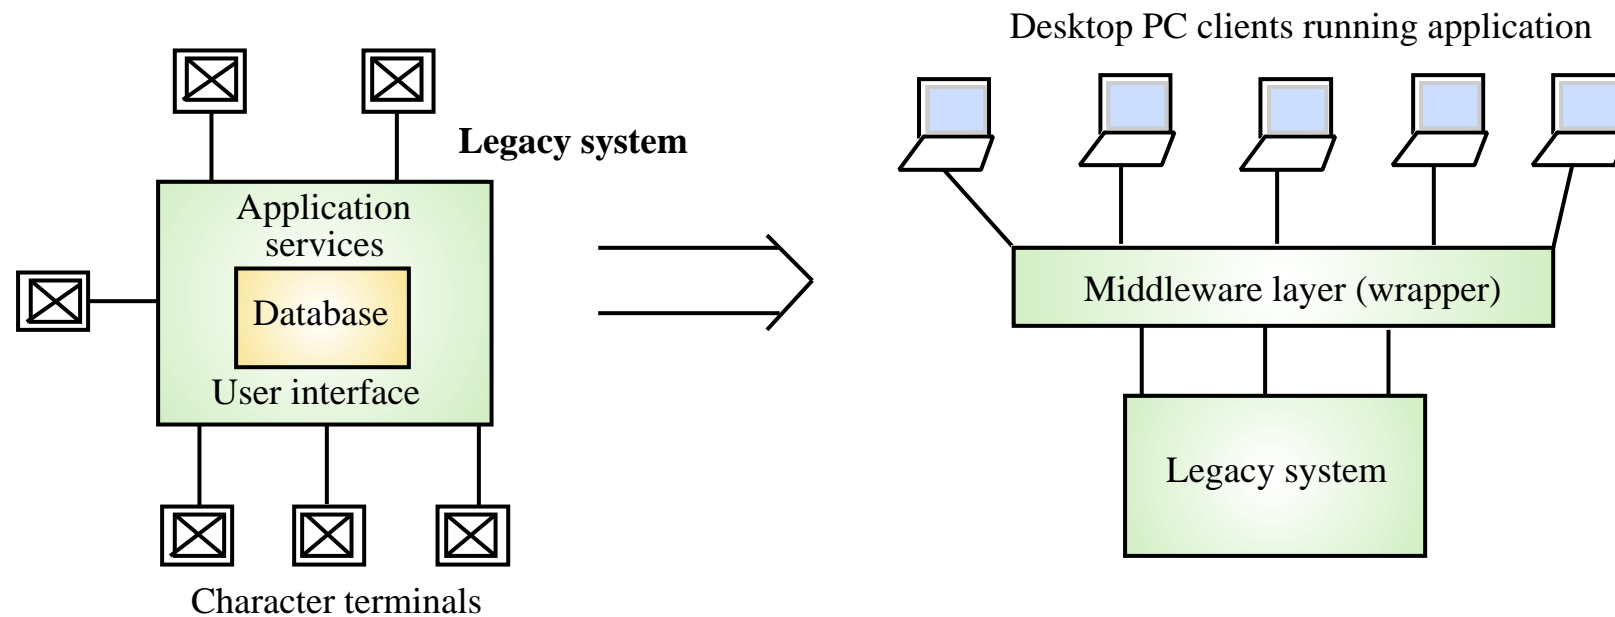 Desktop PC clients running application
Legacy system
Application
services
Database
User interface
Character terminals
Middleware layer (wrapper)
Legacy system